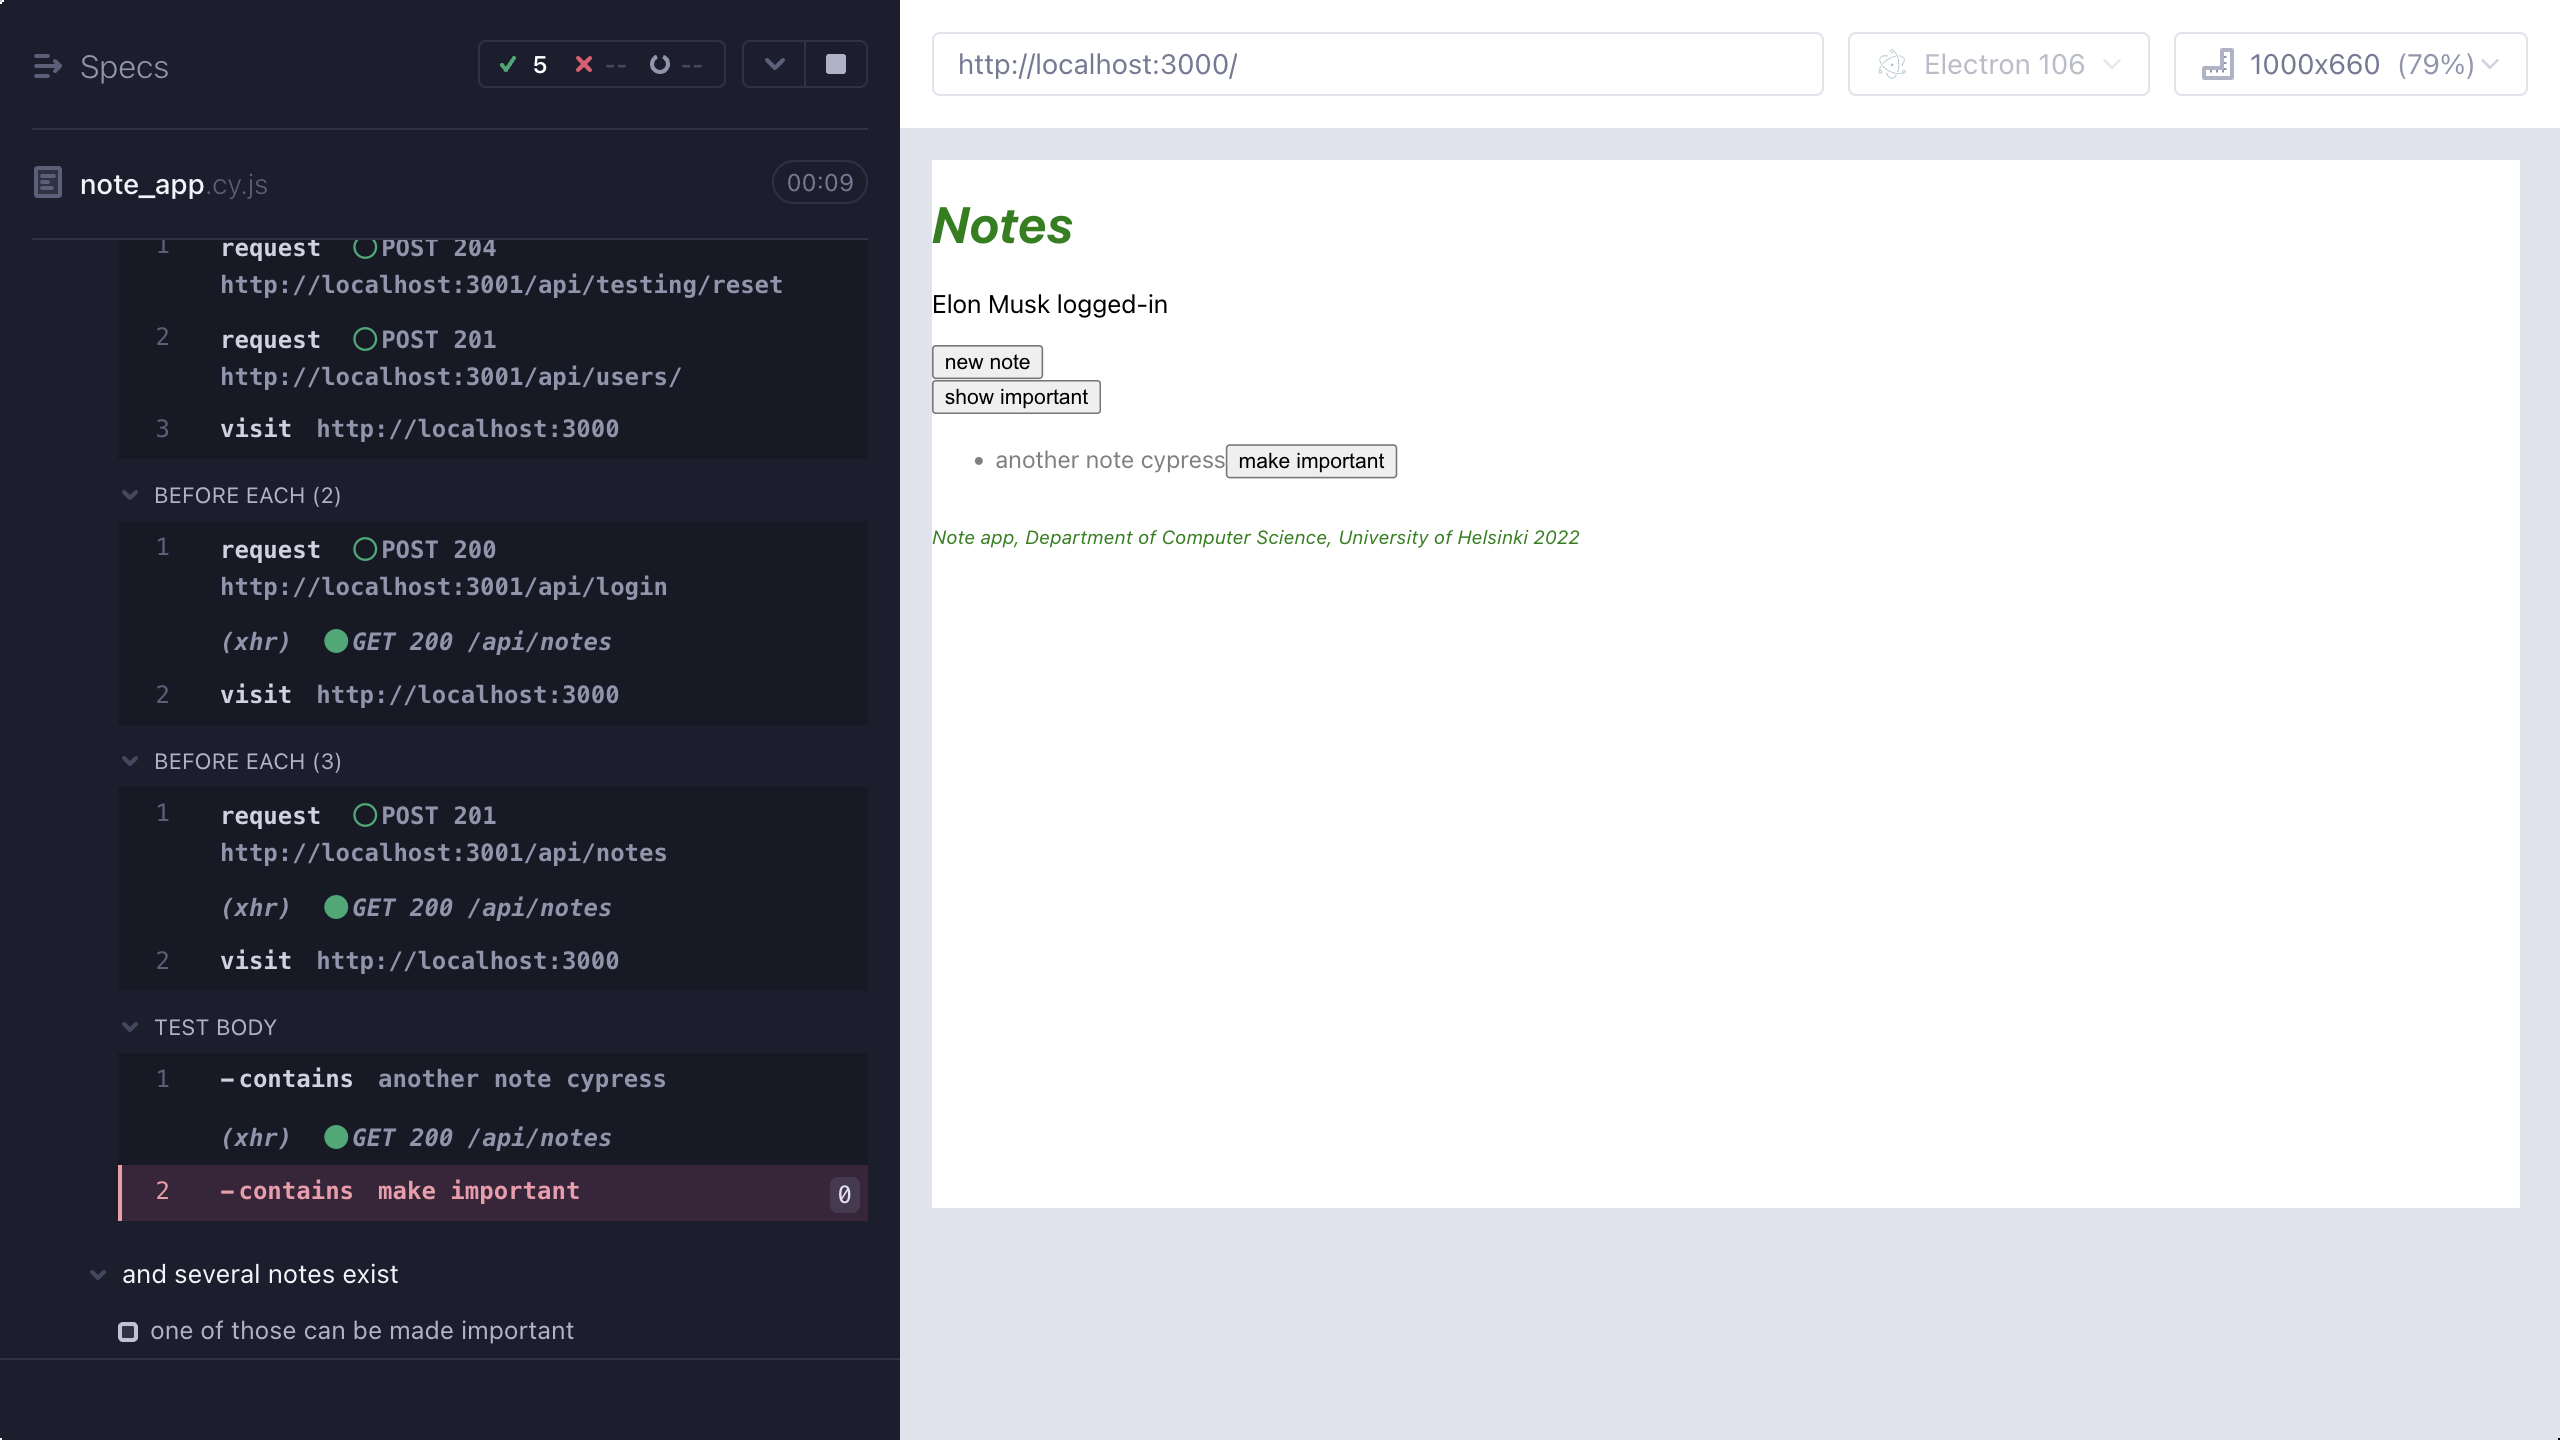 Specs
5 -- --
note_app.cy.js
00:09
1 request POST 204
http://localhost:3001/api/testing/reset
2 request POST 201
http://localhost:3001/api/users/
3 visit http://localhost:3000
BEFORE EACH (2)
1 request POST 200
http://localhost:3001/api/login
(xhr) GET 200 /api/notes
2 visit http://localhost:3000
BEFORE EACH (3)
1 request POST 201
http://localhost:3001/api/notes
(xhr) GET 200 /api/notes
2 visit http://localhost:3000
TEST BODY
1 -contains another note cypress
(xhr) GET 200 /api/notes
2 -contains make important 0
and several notes exist
one of those can be made important
http://localhost:3000/
Electron 106
1000x660 (79%)
Notes
Elon Musk logged-in
new note
show important
• another note cypress make important
Note app, Department of Computer Science, University of Helsinki 2022